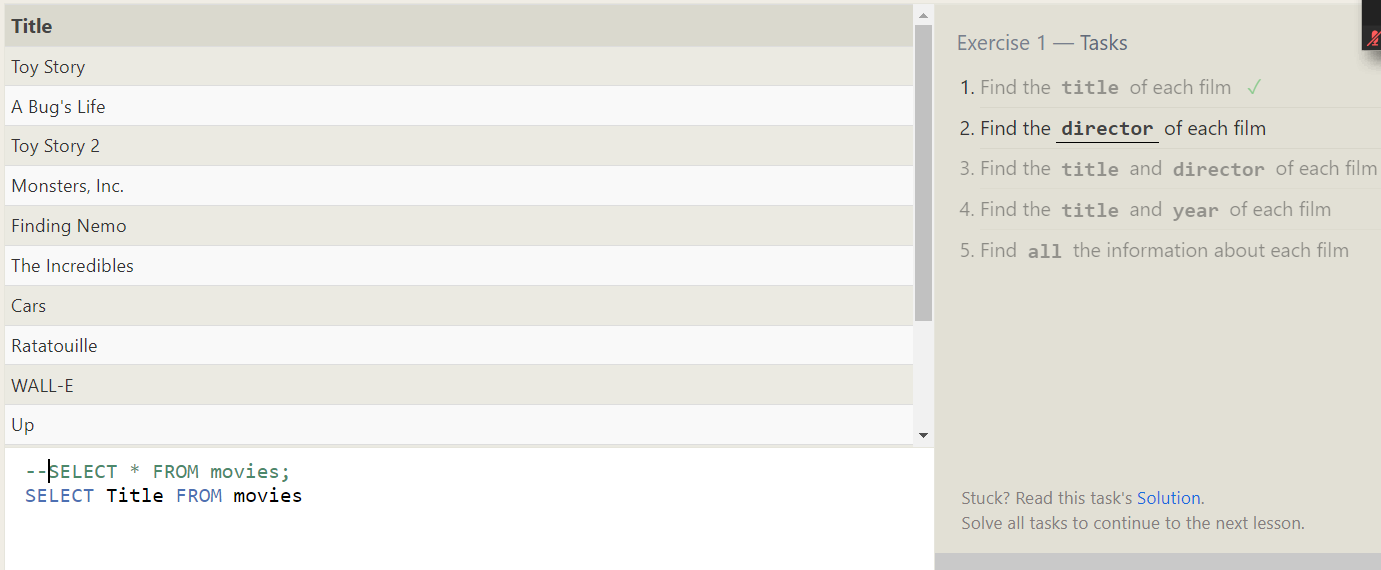 Title
Toy Story
A Bug's Life
Toy Story 2
Monsters, Inc.
Finding Nemo
The Incredibles
Cars
Ratatouille
WALL-E
Up
--SELECT * FROM movies;
SELECT Title FROM movies
Exercise 1 — Tasks
1. Find the title of each film ✓
2. Find the director of each film
3. Find the title and director of each film
4. Find the title and year of each film
5. Find all the information about each film
Stuck? Read this task's Solution.
Solve all tasks to continue to the next lesson.